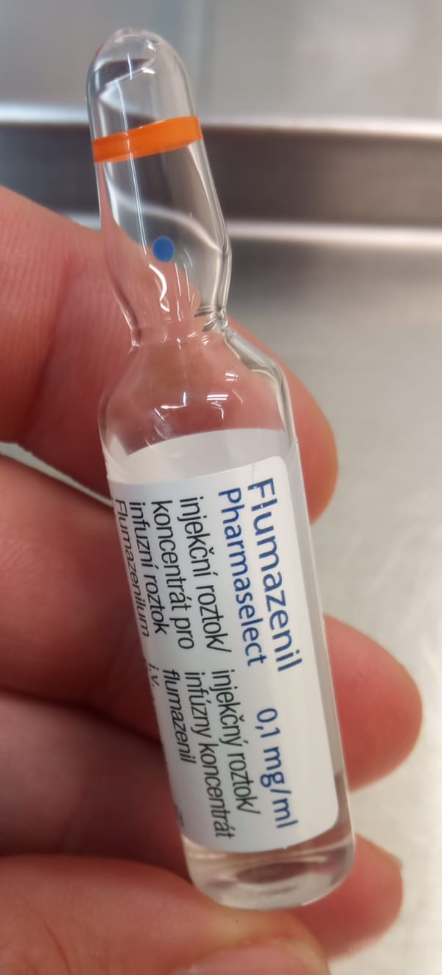 Flumazenil 0,1 mg/ml
Pharmaselect
injekční roztok/
koncentrát pro
infuzní roztok
Flumazenilum
injekčný roztok/
infúzny koncentrát
flumazenil
i.v.